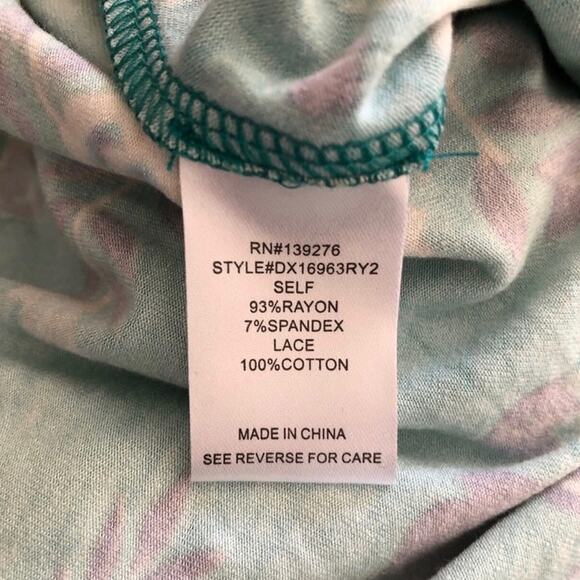 RN#139276
STYLE#DX16963RY2
SELF
93%RAYON
7%SPANDEX
LACE
100%COTTON
MADE IN CHINA
SEE REVERSE FOR CARE